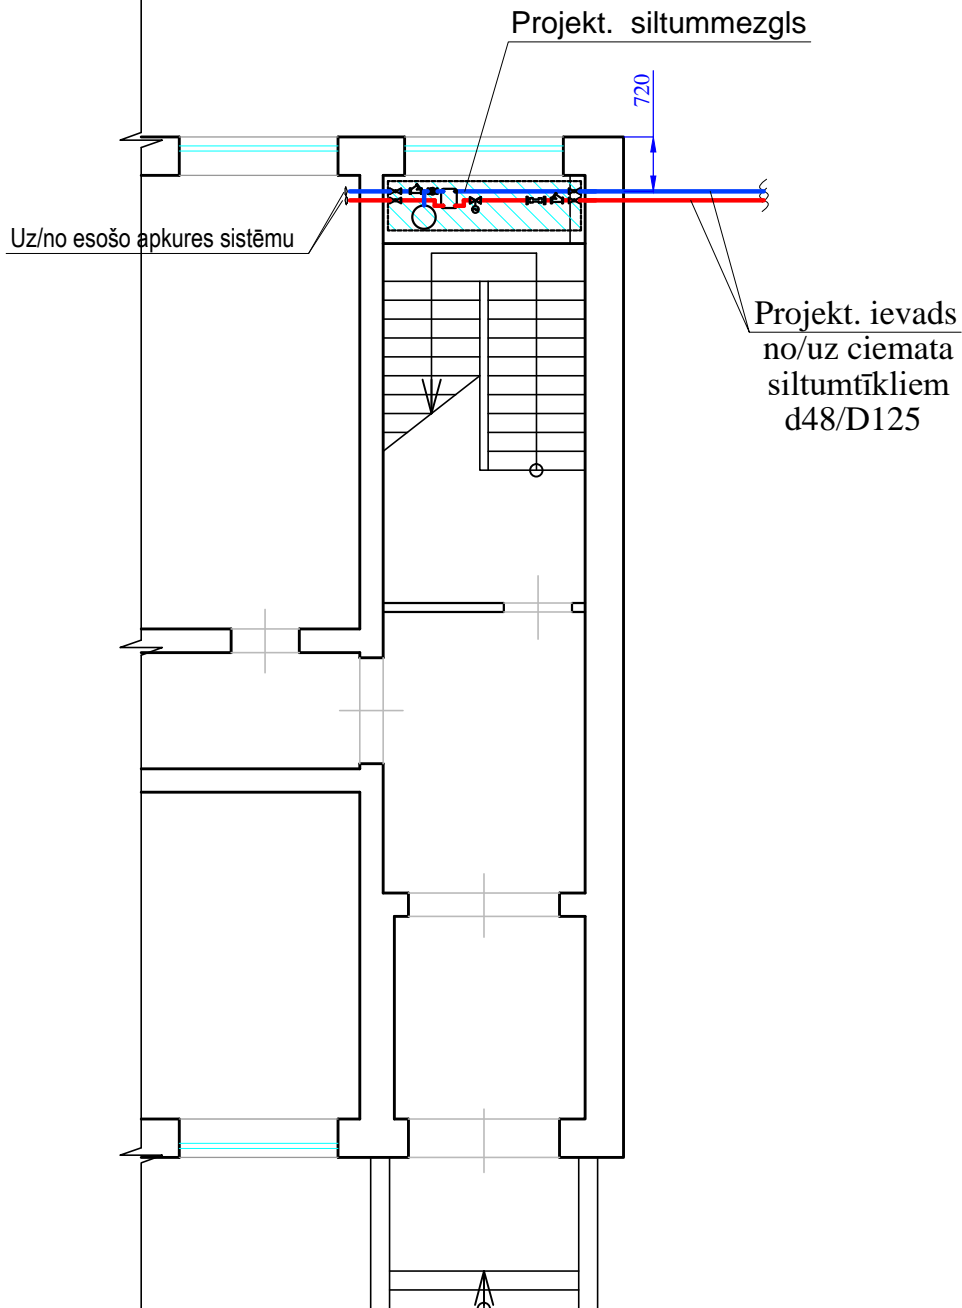 Projekt. siltummezgls
720
Uz/no esošo apkures sistēmu
Projekt. ievads
no/uz ciemata
siltumtīkliem
d48/D125